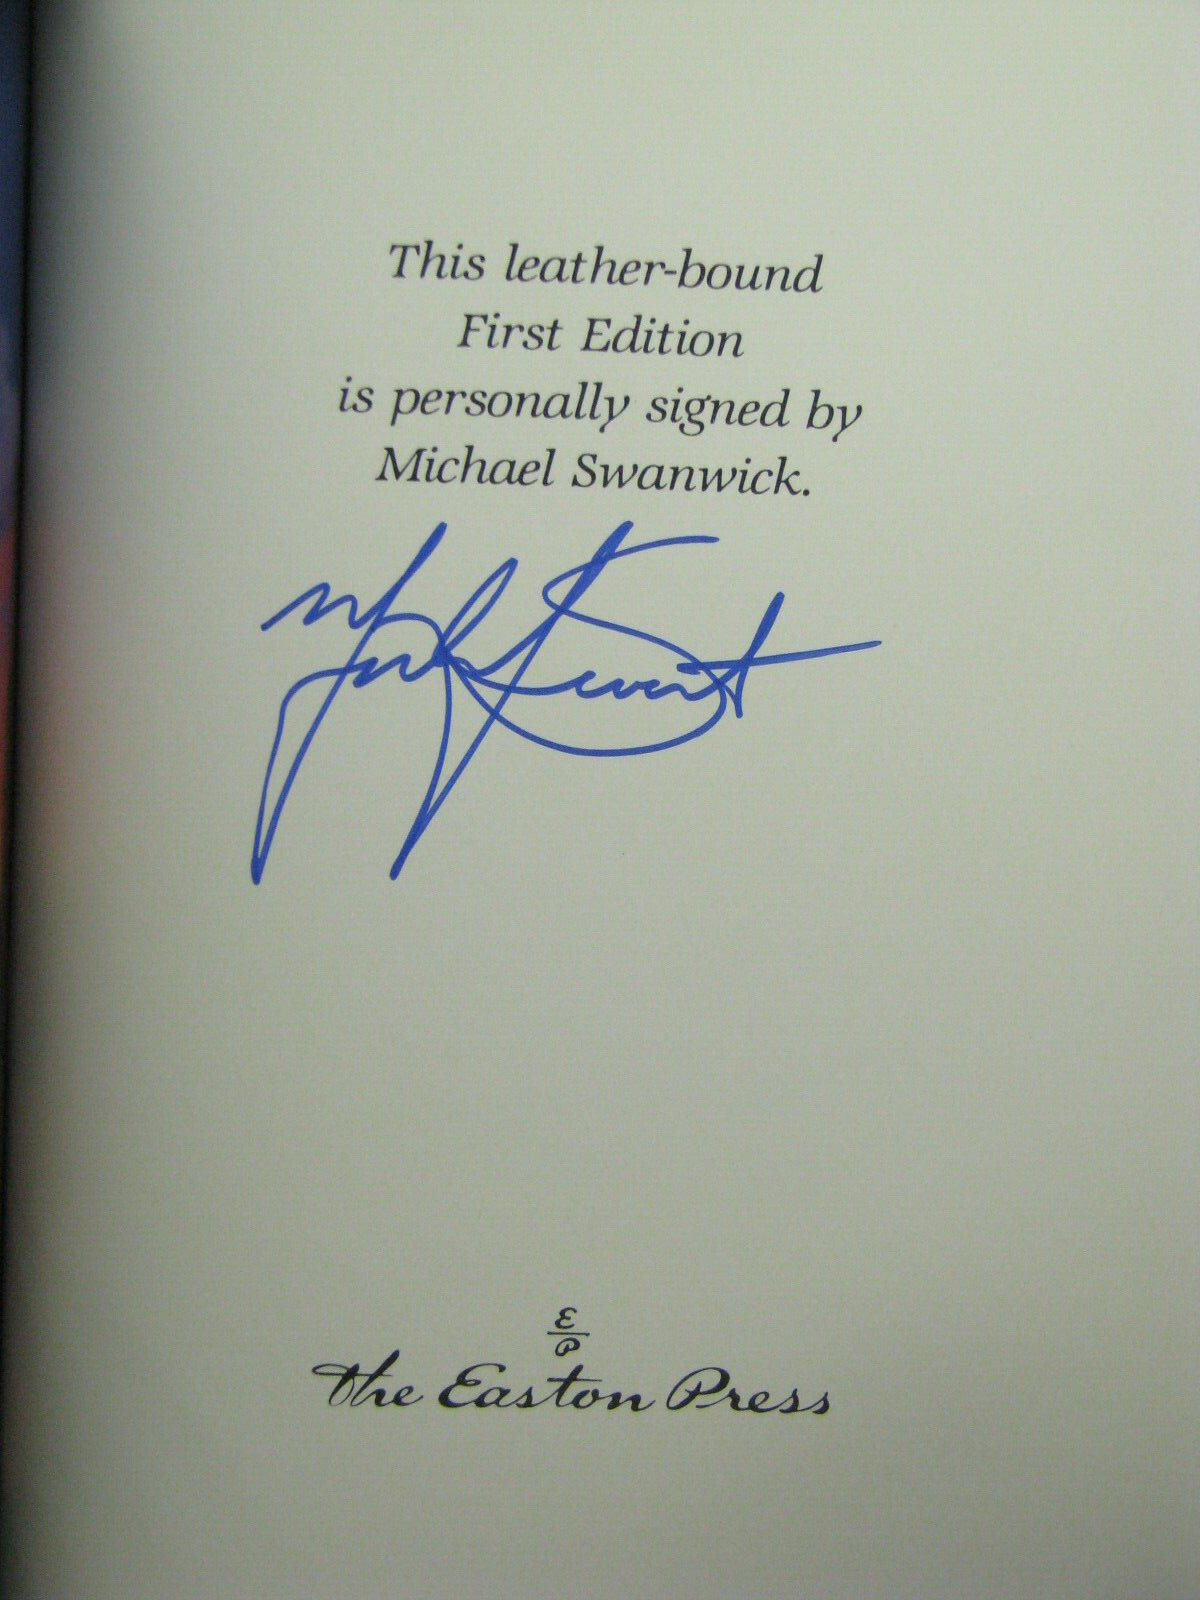 This leather-bound
First Edition
is personally signed by
Michael Swanwick.
E
P
The Easton Press